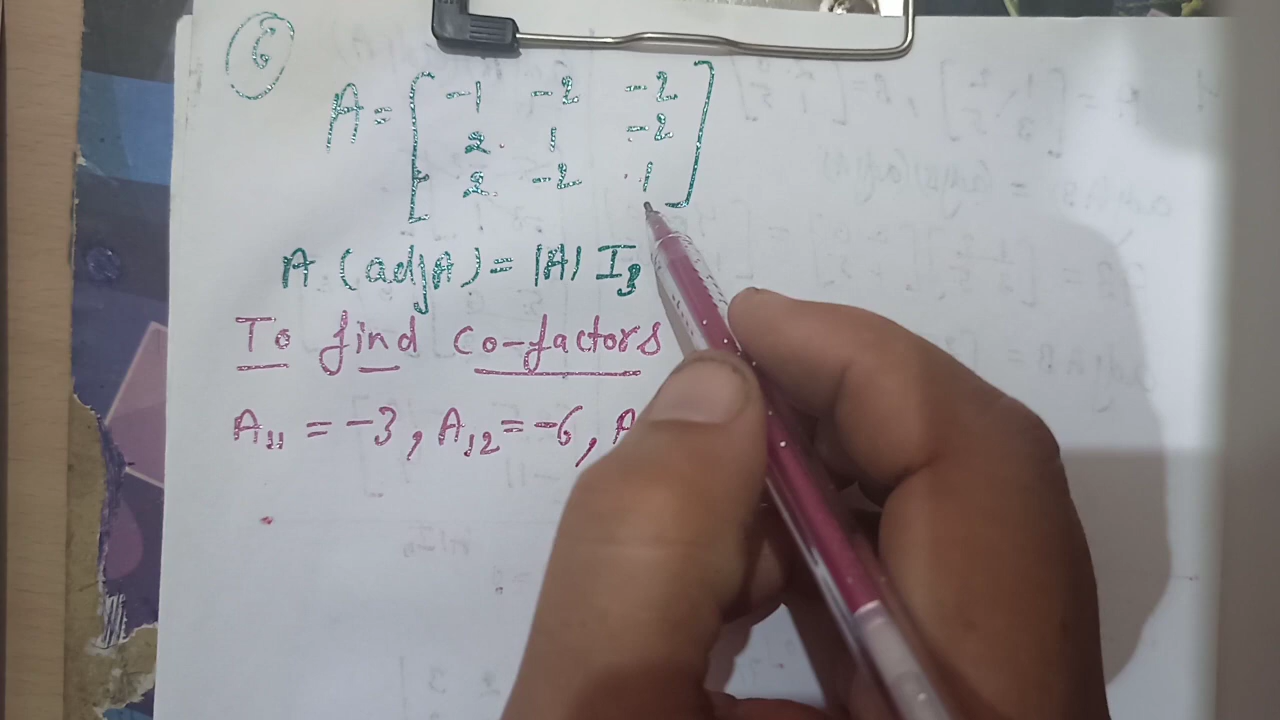 6
A = [ -1 -2 -2
2 1 -2
2 -2 1 ]
A (adjA) = |A| I3
To find Co-factors
A11 = -3, A12 = -6, A